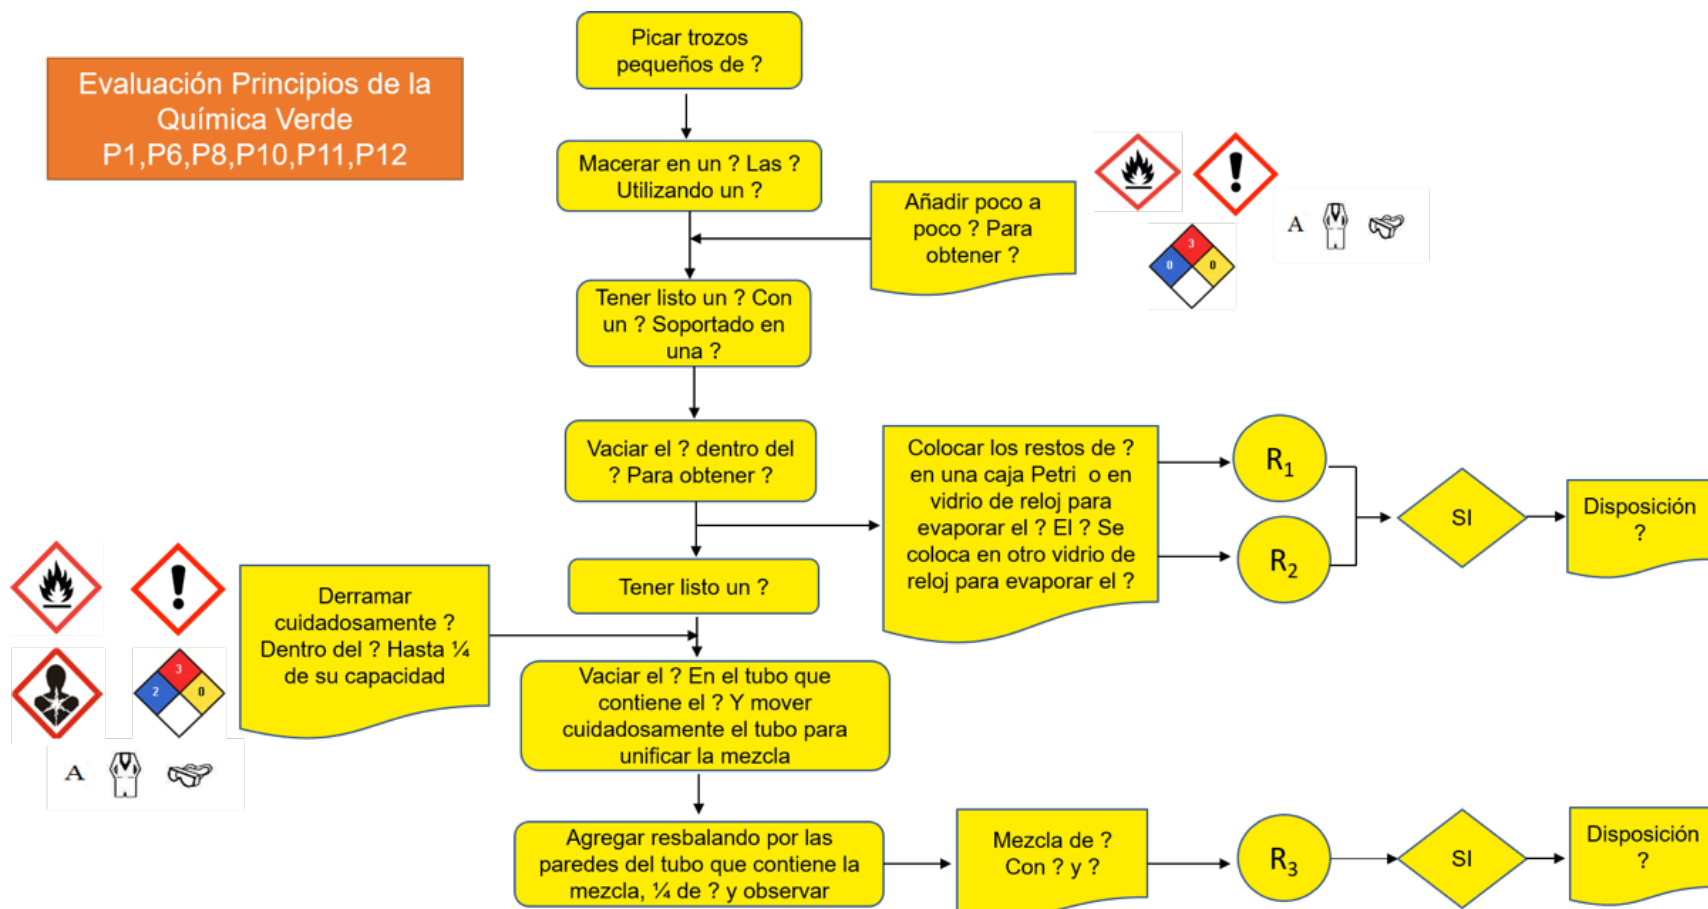 Evaluación Principios de la
Química Verde
P1,P6,P8,P10,P11,P12
Picar trozos
pequeños de ?
Macerar en un ? Las ?
Utilizando un ?
Añadir poco a
poco ? Para
obtener ?
3
0
0
A
Tener listo un ? Con
un ? Soportado en
una ?
Vaciar el ? dentro del
? Para obtener ?
Colocar los restos de ?
en una caja Petri o en
vidrio de reloj para
evaporar el ? El ? Se
coloca en otro vidrio de
reloj para evaporar el ?
R1
R2
SI
Disposición
?
Tener listo un ?
Derramar
cuidadosamente ?
Dentro del ? Hasta ¼
de su capacidad
3
2
0
A
Vaciar el ? En el tubo que
contiene el ? Y mover
cuidadosamente el tubo para
unificar la mezcla
Agregar resbalando por las
paredes del tubo que contiene la
mezcla, ¼ de ? y observar
Mezcla de ?
Con ? y ?
R3
SI
Disposición
?